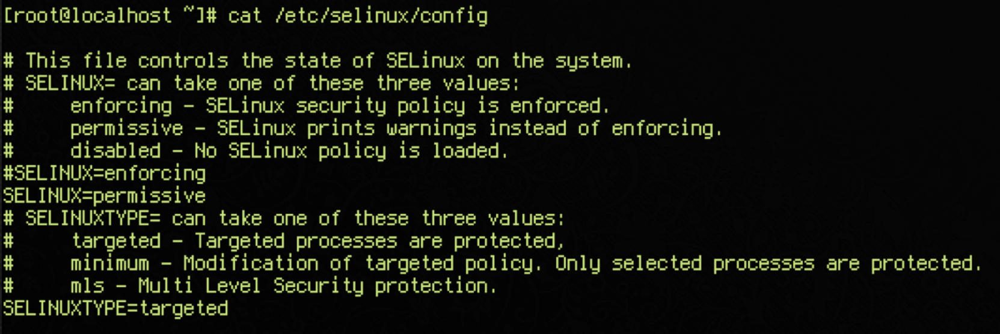 [root@localhost ~]# cat /etc/selinux/config

# This file controls the state of SELinux on the system.
# SELINUX= can take one of these three values:
#     enforcing - SELinux security policy is enforced.
#     permissive - SELinux prints warnings instead of enforcing.
#     disabled - No SELinux policy is loaded.
#SELINUX=enforcing
SELINUX=permissive
# SELINUXTYPE= can take one of these three values:
#     targeted - Targeted processes are protected,
#     minimum - Modification of targeted policy. Only selected processes are protected.
#     mls - Multi Level Security protection.
SELINUXTYPE=targeted